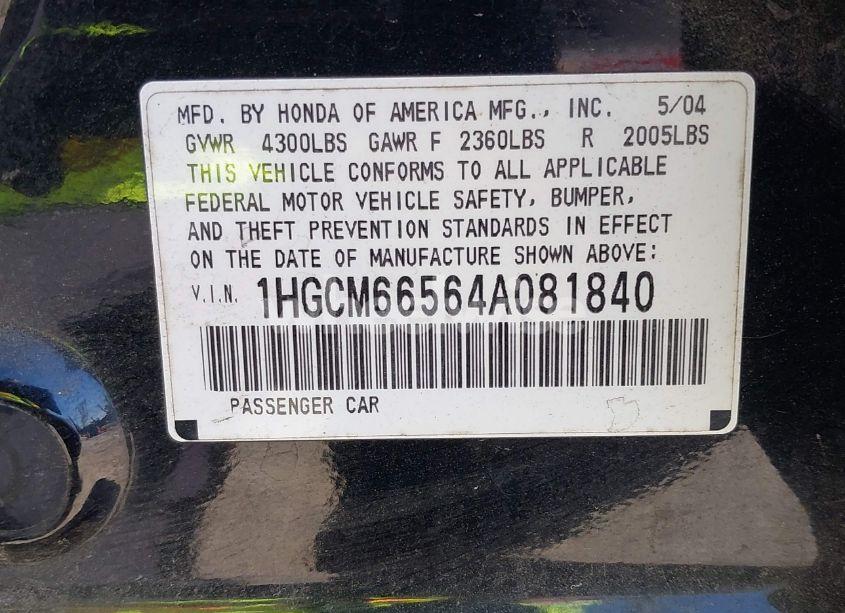 MFD. BY HONDA OF AMERICA MFG., INC. 5/04
GVWR 4300LBS GAWR F 2360LBS R 2005LBS
THIS VEHICLE CONFORMS TO ALL APPLICABLE
FEDERAL MOTOR VEHICLE SAFETY, BUMPER,
AND THEFT PREVENTION STANDARDS IN EFFECT
ON THE DATE OF MANUFACTURE SHOWN ABOVE:
V.I.N. 1HGCM66564A081840
PASSENGER CAR